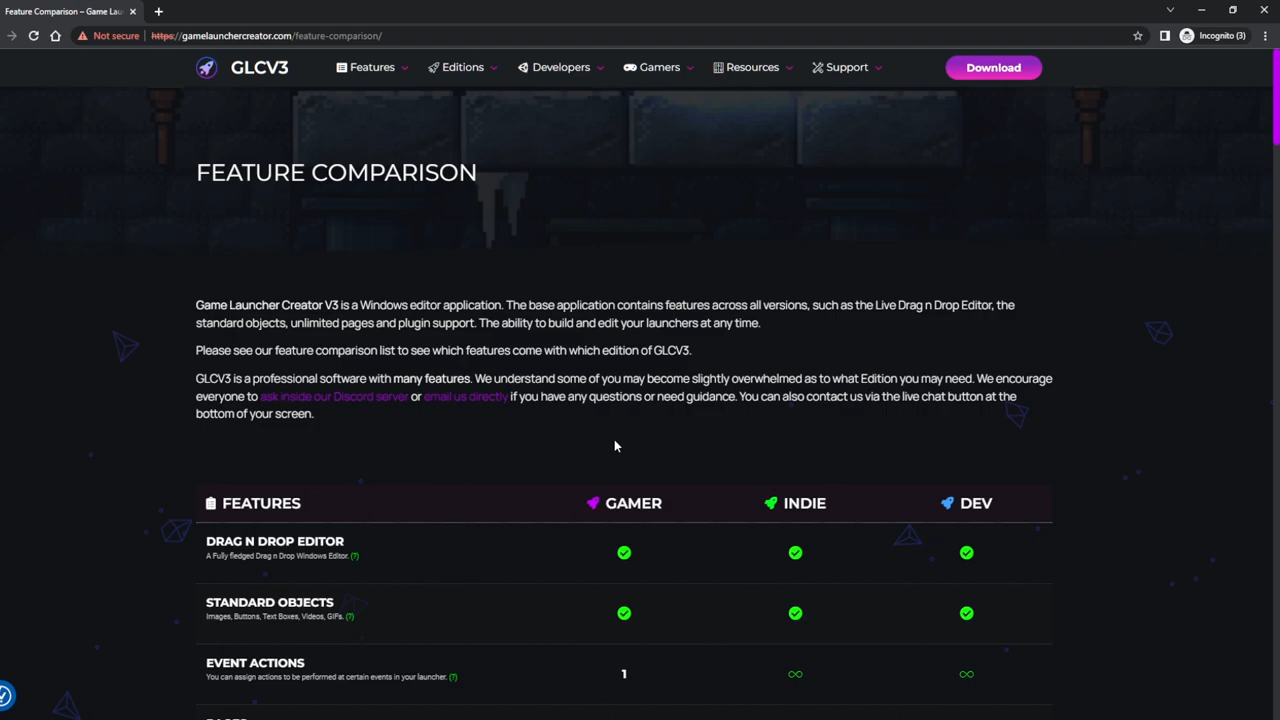 Feature Comparison – Game Lau
Not secure
https://gamelaunchercreator.com/feature-comparison/
Incognito (3)
GLCV3
Features
Editions
Developers
Gamers
Resources
Support
Download
FEATURE COMPARISON
Game Launcher Creator V3 is a Windows editor application. The base application contains features across all versions, such as the Live Drag n Drop Editor, the
standard objects, unlimited pages and plugin support. The ability to build and edit your launchers at any time.
Please see our feature comparison list to see which features come with which edition of GLCV3.
GLCV3 is a professional software with many features. We understand some of you may become slightly overwhelmed as to what Edition you may need. We encourage
everyone to ask inside our Discord server or email us directly if you have any questions or need guidance. You can also contact us via the live chat button at the
bottom of your screen.
FEATURES GAMER INDIE DEV
DRAG N DROP EDITOR
A Fully fledged Drag n Drop Windows Editor. (?)
STANDARD OBJECTS
Images, Buttons, Text Boxes, Videos, GIFs. (?)
EVENT ACTIONS
You can assign actions to be performed at certain events in your launcher. (?)
1 ∞ ∞